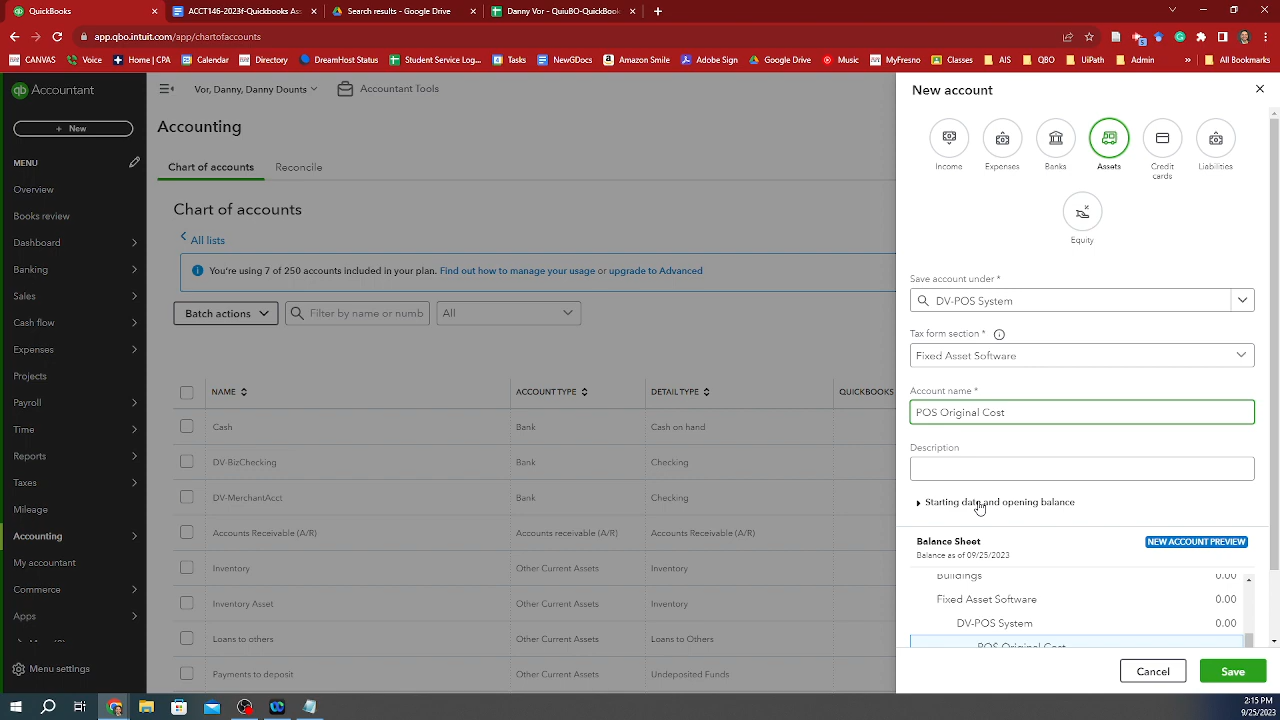 QuickBooks
ACCT146-2023f-Quickbooks Ass
Search results - Google Drive
Danny Vor - QuiuBO-QuickBook
app.qbo.intuit.com/app/chartofaccounts
CANVAS
Voice
Home | CPA
Calendar
Directory
DreamHost Status
Student Service Log...
Tasks
NewGDocs
Amazon Smile
Adobe Sign
Google Drive
Music
MyFresno
Classes
AIS
QBO
UiPath
Admin
»
All Bookmarks
qb Accountant
Vor, Danny, Danny Dounts
Accountant Tools
+ New
MENU
Overview
Books review
Dashboard
Banking
Sales
Cash flow
Expenses
Projects
Payroll
Time
Reports
Taxes
Mileage
Accounting
My accountant
Commerce
Apps
Menu settings
Accounting
Chart of accounts
Reconcile
Chart of accounts
All lists
You're using 7 of 250 accounts included in your plan. Find out how to manage your usage or upgrade to Advanced
Batch actions
Filter by name or numb
All
NAME ACCOUNT TYPE DETAIL TYPE QUICKBOOKS
Cash Bank Cash on hand
DV-BizChecking Bank Checking
DV-MerchantAcct Bank Checking
Accounts Receivable (A/R) Accounts receivable (A/R) Accounts Receivable (A/R)
Inventory Other Current Assets Inventory
Inventory Asset Other Current Assets Inventory
Loans to others Other Current Assets Loans to Others
Payments to deposit Other Current Assets Undeposited Funds
New account
Income
Expenses
Banks
Assets
Credit
cards
Liabilities
Equity
Save account under *
DV-POS System
Tax form section *
Fixed Asset Software
Account name *
POS Original Cost
Description
Starting date and opening balance
Balance Sheet
NEW ACCOUNT PREVIEW
Balance as of 09/25/2023
Buildings 0.00
Fixed Asset Software 0.00
DV-POS System 0.00
POS Original Cost
Cancel
Save
2:15 PM
9/25/2023